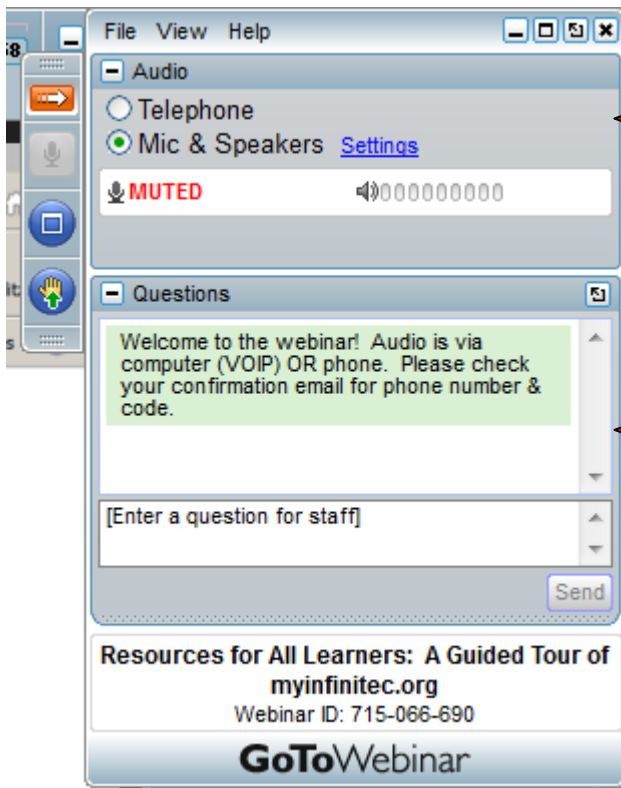 File View Help
58
Audio
Telephone
Mic & Speakers Settings
MUTED 000000000
Questions
Welcome to the webinar! Audio is via
computer (VOIP) OR phone. Please check
your confirmation email for phone number &
code.
[Enter a question for staff]
Send
Resources for All Learners: A Guided Tour of
myinfinitec.org
Webinar ID: 715-066-690
GoToWebinar